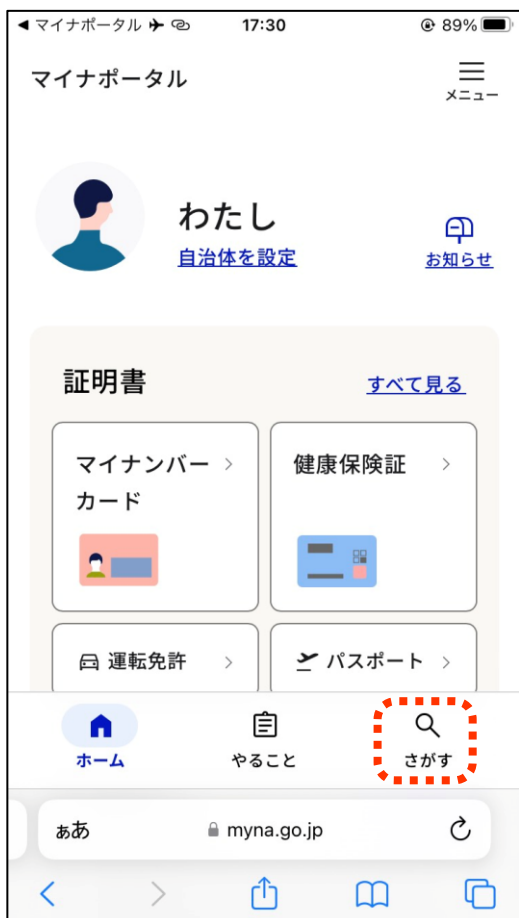 ◀ マイナポータル 17:30 89%
マイナポータル
メニュー
わたし
自治体を設定
お知らせ
証明書
すべて見る
マイナンバーカード
健康保険証
運転免許
パスポート
ホーム
やること
さがす
ぁあ
myna.go.jp